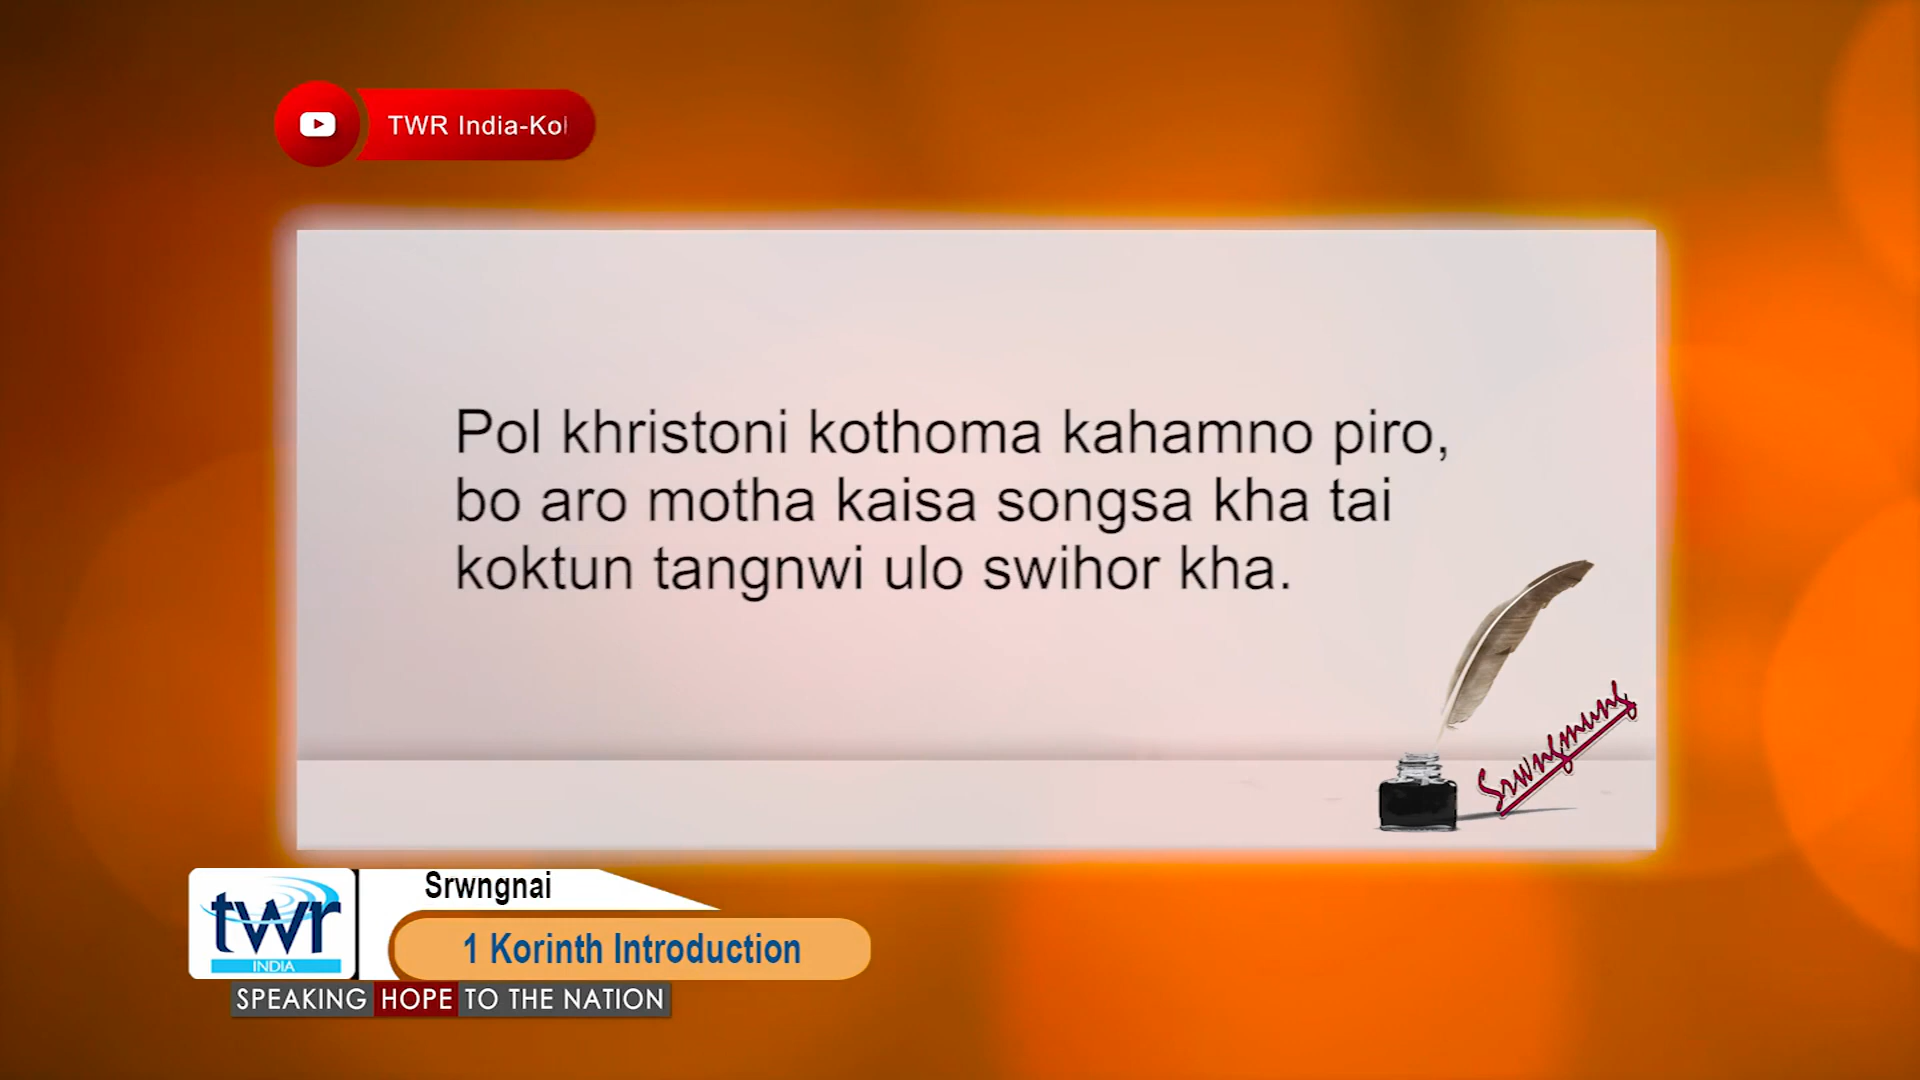 TWR India-Kol
Pol khristoni kothoma kahamno piro,
bo aro motha kaisa songsa kha tai
koktun tangnwi ulo swihor kha.
Srwngmung
twr
INDIA
Srwngnai
1 Korinth Introduction
SPEAKING HOPE TO THE NATION